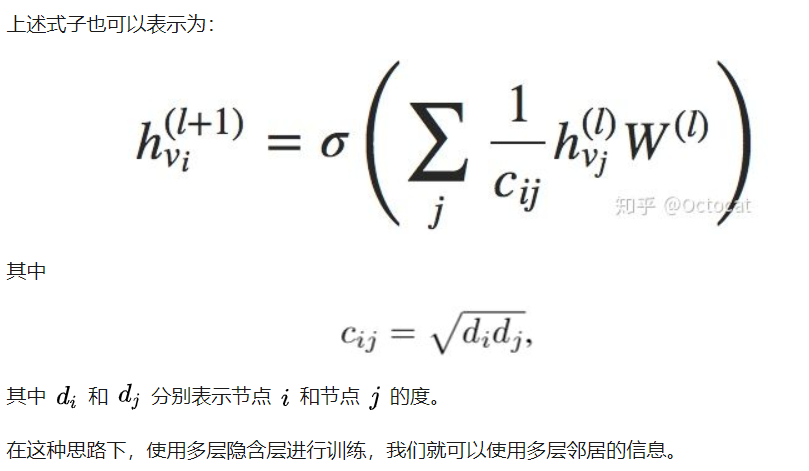 上述式子也可以表示为：
h_{v_i}^{(l+1)} = σ ( ∑_j \frac{1}{c_{ij}} h_{v_j}^{(l)} W^{(l)} )
知乎 @Octocat
其中
c_{ij} = \sqrt{d_i d_j},
其中 d_i 和 d_j 分别表示节点 i 和节点 j 的度。
在这种思路下，使用多层隐含层进行训练，我们就可以使用多层邻居的信息。